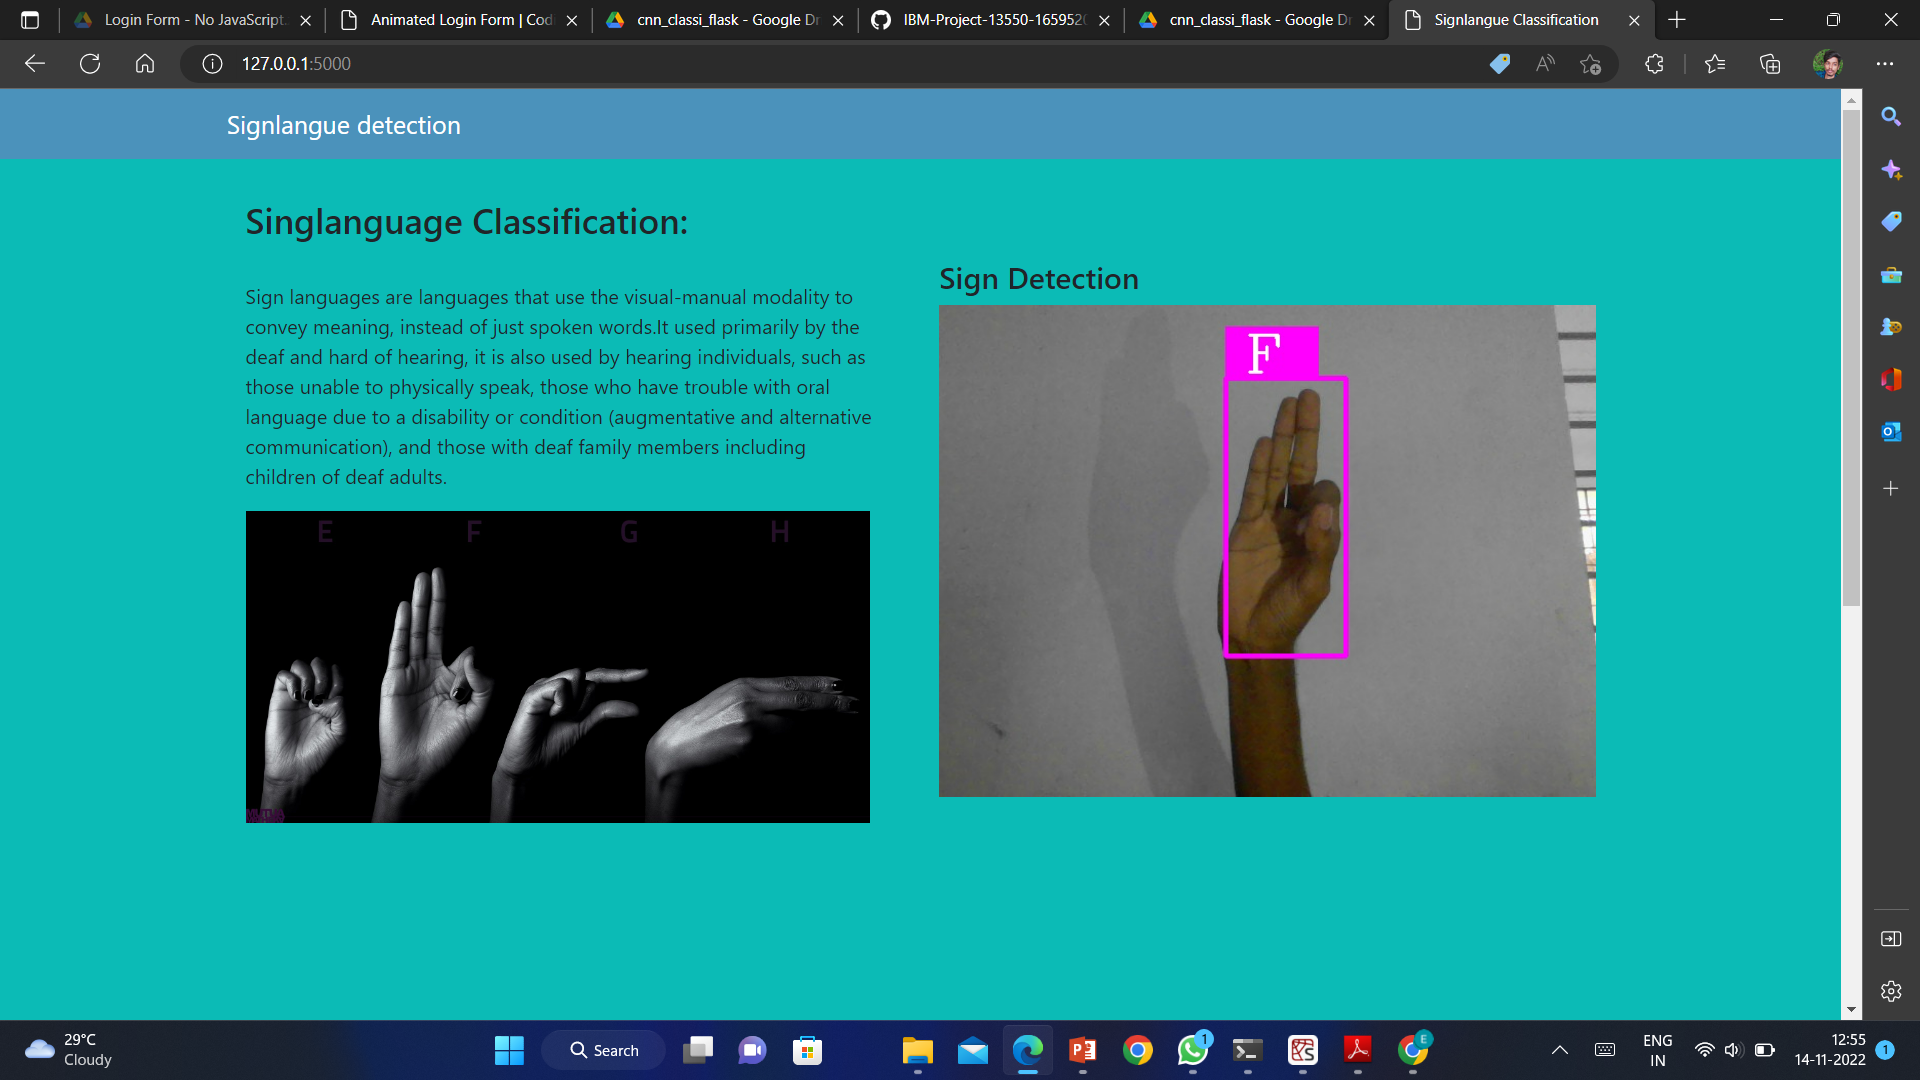 Login Form - No JavaScript.
Animated Login Form | Codi
cnn_classi_flask - Google Dr
IBM-Project-13550-1659520
cnn_classi_flask - Google Dr
Signlangue Classification
127.0.0.1:5000
Signlangue detection
Singlanguage Classification:
Sign languages are languages that use the visual-manual modality to
convey meaning, instead of just spoken words.It used primarily by the
deaf and hard of hearing, it is also used by hearing individuals, such as
those unable to physically speak, those who have trouble with oral
language due to a disability or condition (augmentative and alternative
communication), and those with deaf family members including
children of deaf adults.
E F G H
Sign Detection
F
29°C
Cloudy
Search
1
E
ENG
IN
12:55
14-11-2022
1